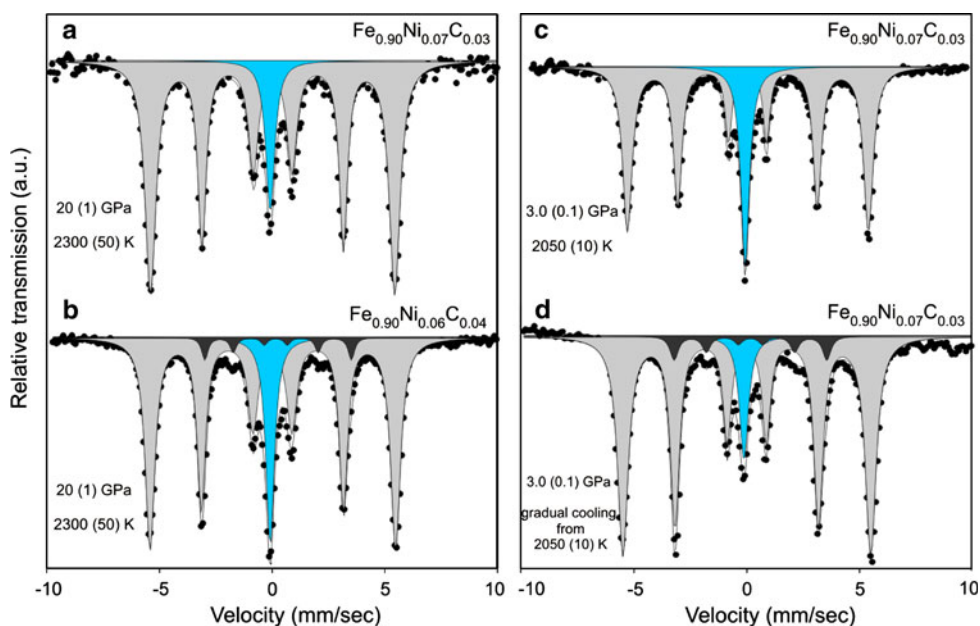 a
Fe0.90Ni0.07C0.03
20 (1) GPa
2300 (50) K
b
Fe0.90Ni0.06C0.04
20 (1) GPa
2300 (50) K
-10 -5 0 5 10
Velocity (mm/sec)
Relative transmission (a.u.)
c
Fe0.90Ni0.07C0.03
3.0 (0.1) GPa
2050 (10) K
d
Fe0.90Ni0.07C0.03
3.0 (0.1) GPa
gradual cooling
from
2050 (10) K
-10 -5 0 5 10
Velocity (mm/sec)